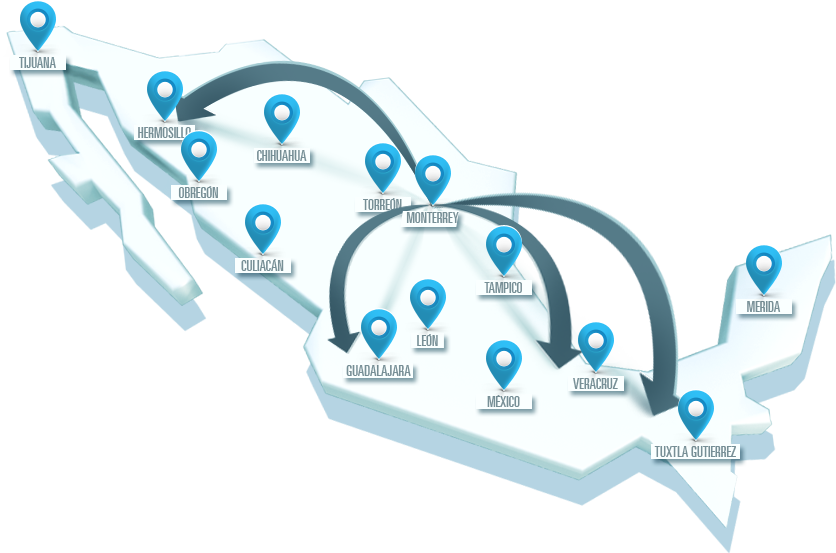 TIJUANA
HERMOSILLO
CHIHUAHUA
OBREGÓN
TORREÓN
MONTERREY
CULIACÁN
TAMPICO
MERIDA
LEÓN
GUADALAJARA
VERACRUZ
MÉXICO
TUXTLA GUTIERREZ